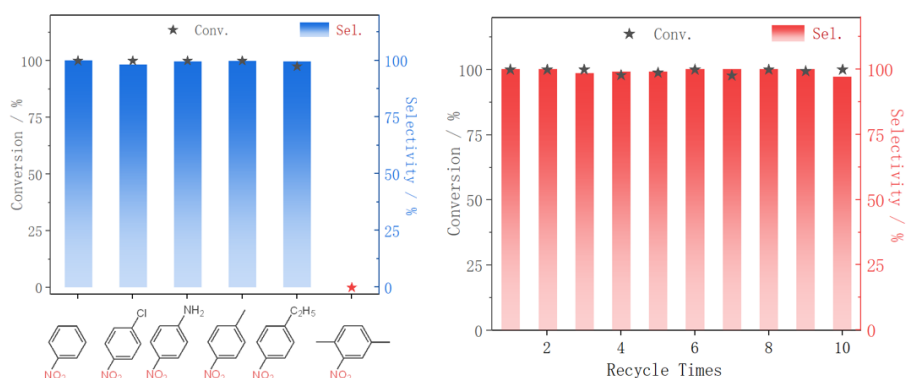 Conv. Sel.
Conversion / %
100
75
50
25
0
100
75
50
25
0
Selectivity / %
Cl
NH₂
C₂H₅
NO₂ NO₂ NO₂ NO₂ NO₂ NO₂
Conv. Sel.
Conversion / %
100
75
50
25
0
100
75
50
25
0
Selectivity / %
2 4 6 8 10
Recycle Times